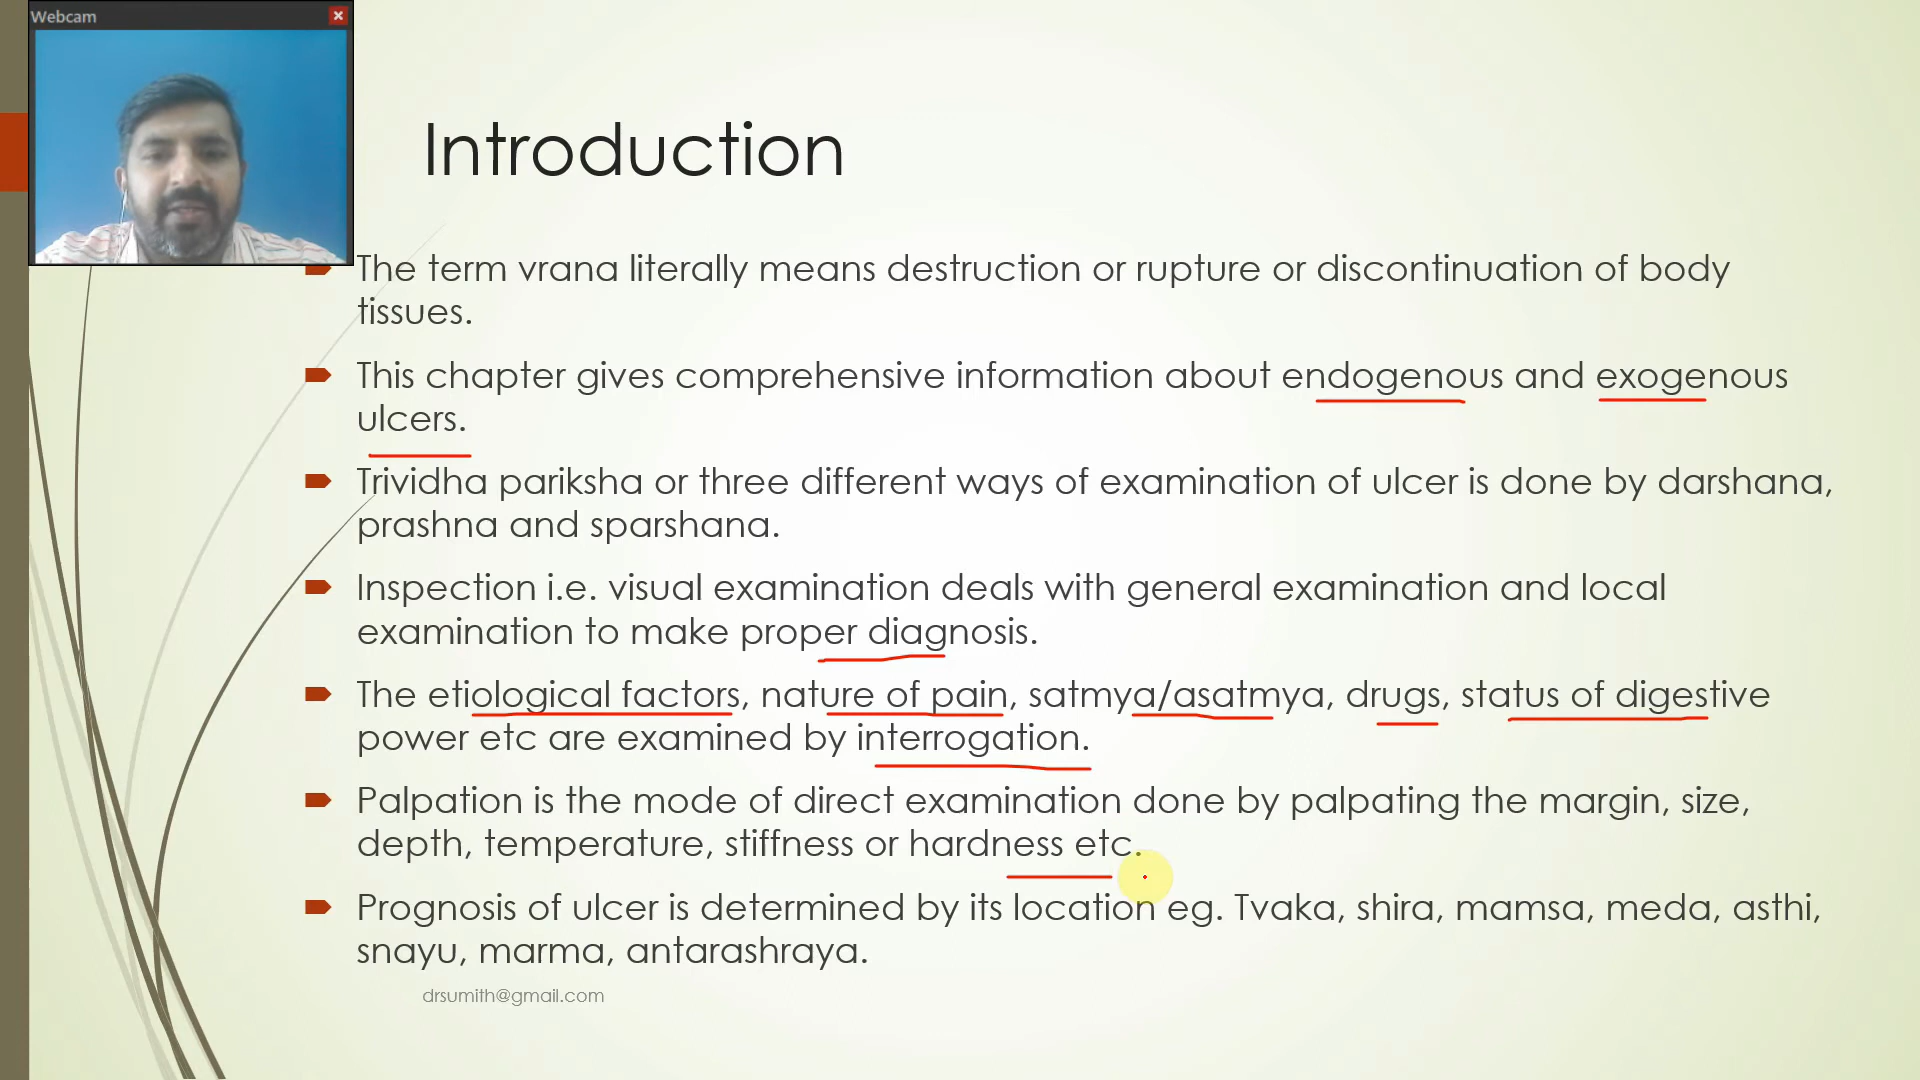 Webcam
Introduction
The term vrana literally means destruction or rupture or discontinuation of body
tissues.
This chapter gives comprehensive information about endogenous and exogenous
ulcers.
Trividha pariksha or three different ways of examination of ulcer is done by darshana,
prashna and sparshana.
Inspection i.e. visual examination deals with general examination and local
examination to make proper diagnosis.
The etiological factors, nature of pain, satmya/asatmya, drugs, status of digestive
power etc are examined by interrogation.
Palpation is the mode of direct examination done by palpating the margin, size,
depth, temperature, stiffness or hardness etc.
Prognosis of ulcer is determined by its location eg. Tvaka, shira, mamsa, meda, asthi,
snayu, marma, antarashraya.
drsumith@gmail.com